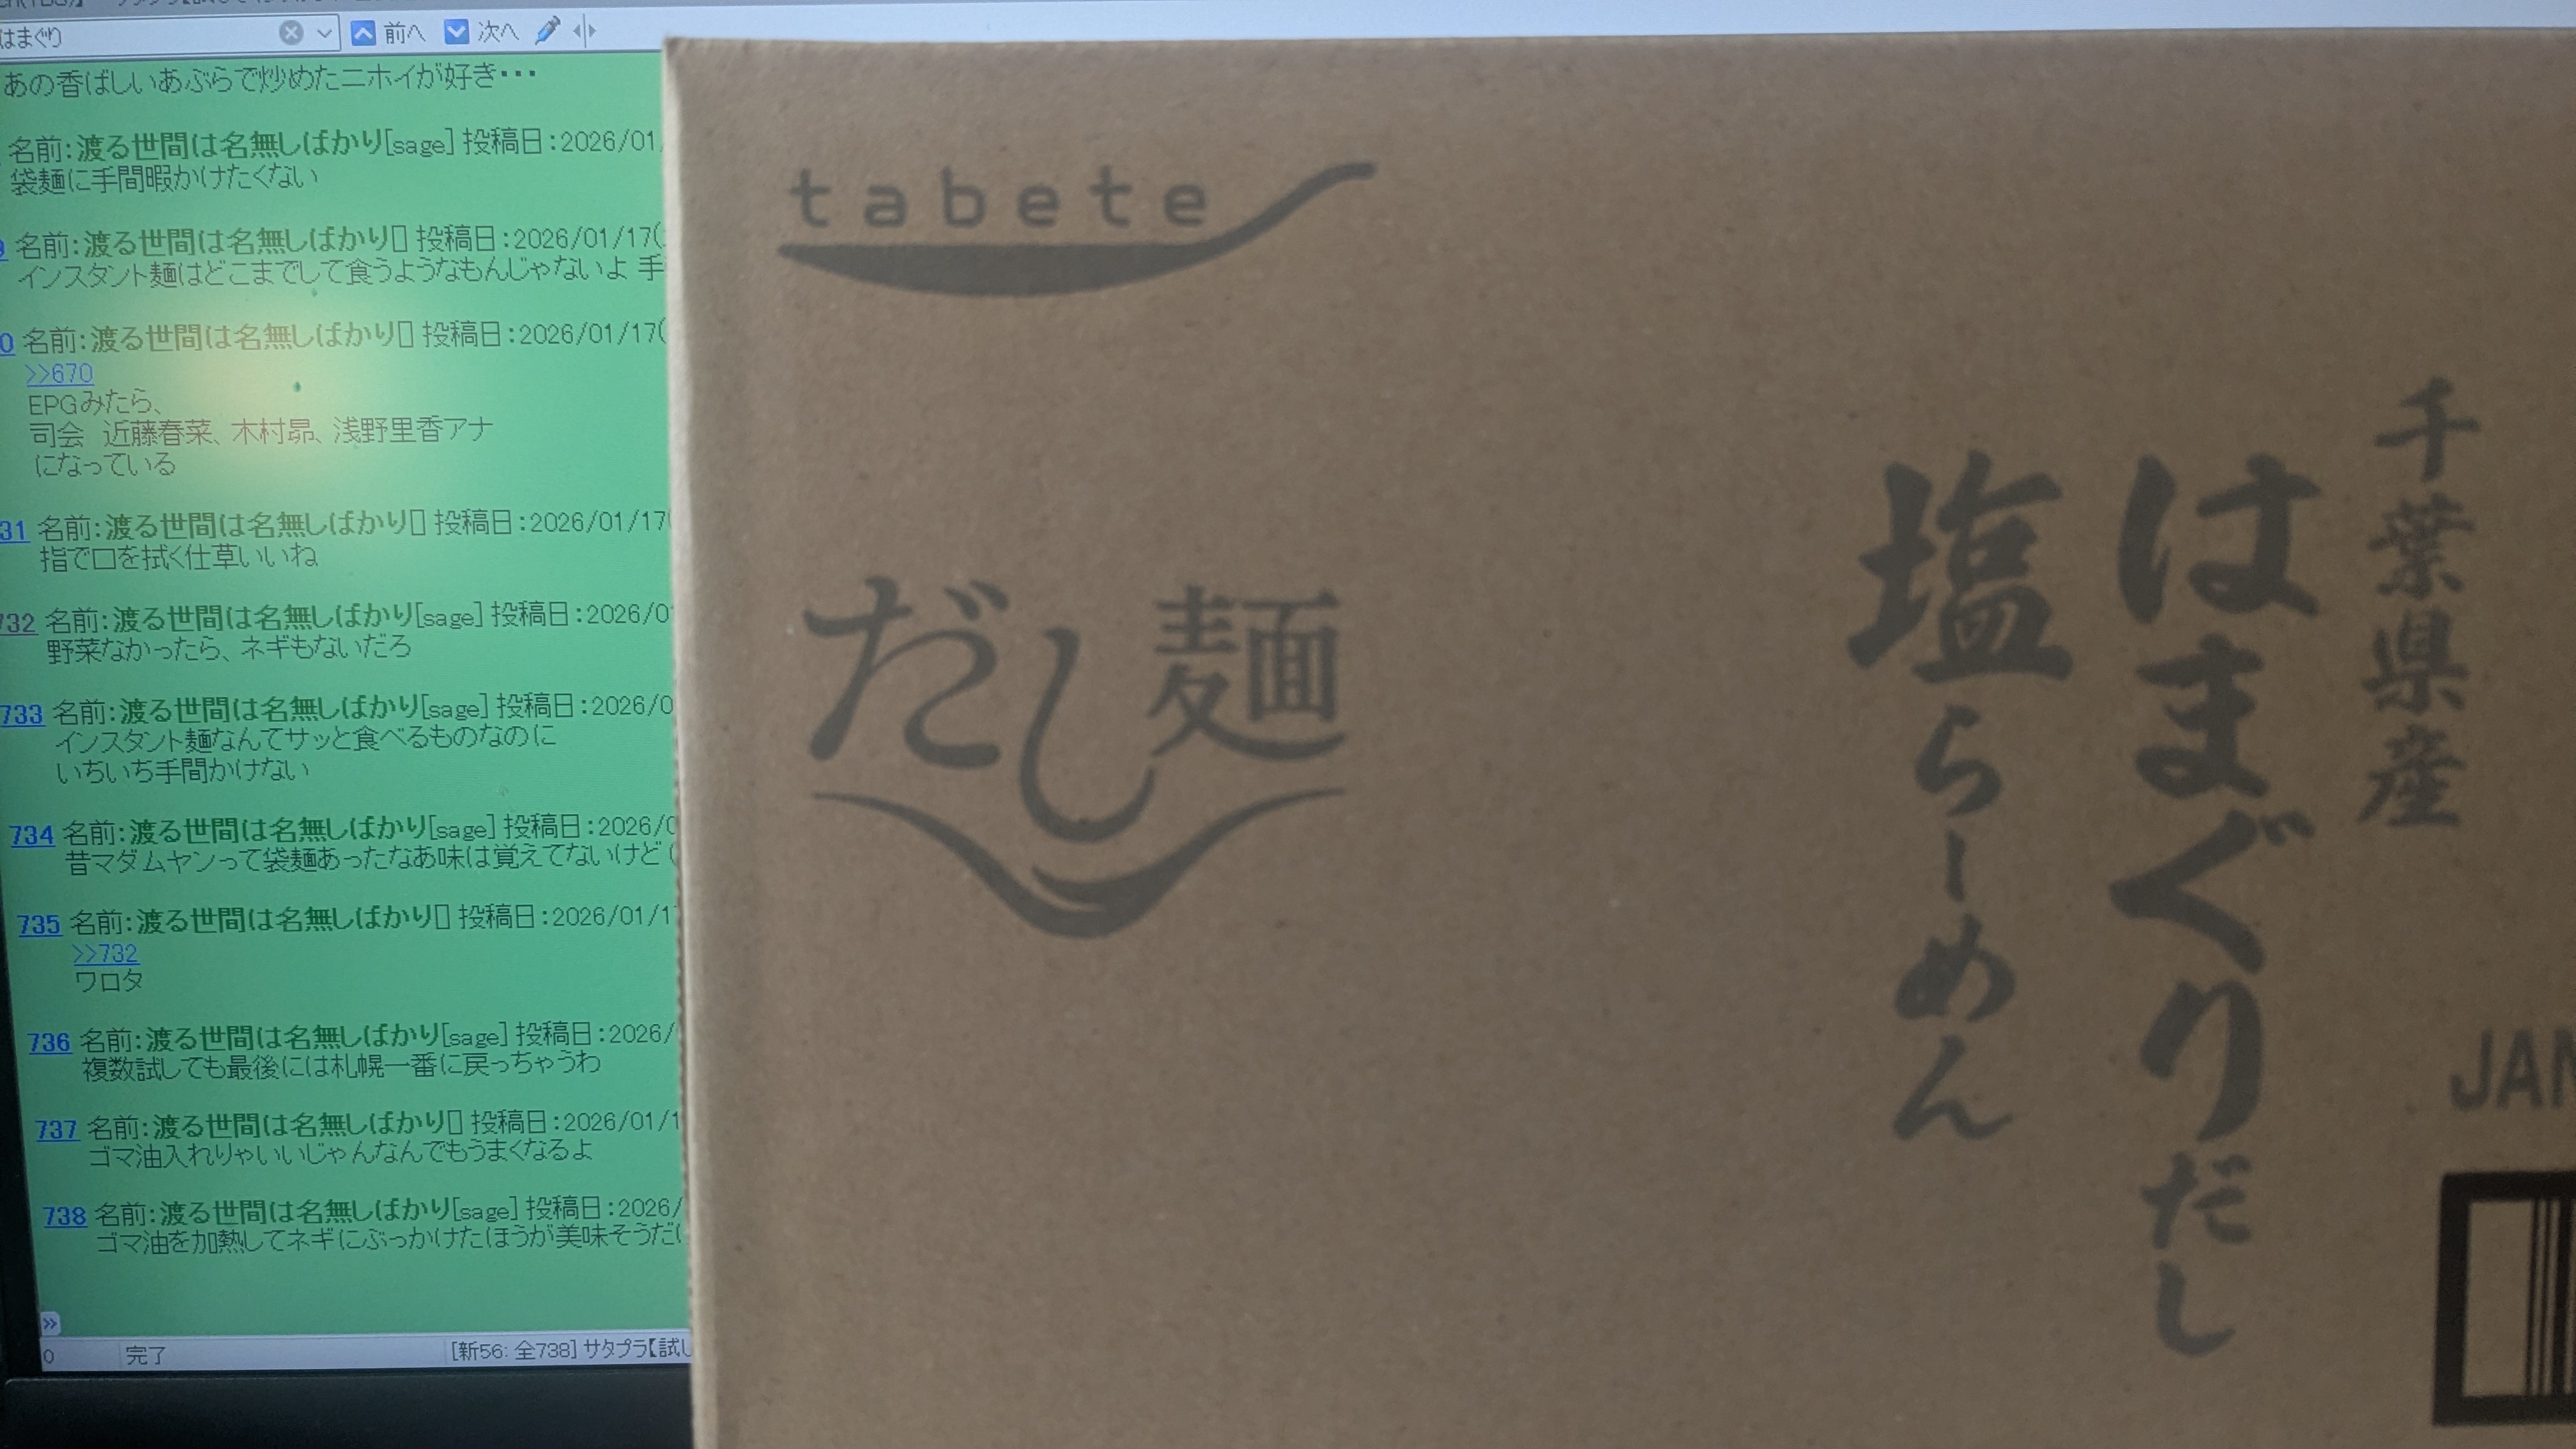 はまぐり
前へ 次へ
あの香ばしいあぶらで炒めたニホイが好き・・・
名前：渡る世間は名無しばかり[sage] 投稿日：2026/01
袋麺に手間暇かけたくない
名前：渡る世間は名無しばかり[] 投稿日：2026/01/17(
インスタント麺はどこまでして食うようなもんじゃないよ 手
0 名前：渡る世間は名無しばかり[] 投稿日：2026/01/17(
>>670
EPGみたら、
司会 近藤春菜、木村昴、浅野里香アナ
になっている
31 名前：渡る世間は名無しばかり[] 投稿日：2026/01/17
指で口を拭く仕草いいね
732 名前：渡る世間は名無しばかり[sage] 投稿日：2026/0
野菜なかったら、ネギもないだろ
733 名前：渡る世間は名無しばかり[sage] 投稿日：2026/0
インスタント麺なんてサッと食べるものなのに
いちいち手間かけない
734 名前：渡る世間は名無しばかり[sage] 投稿日：2026/0
昔マダムヤンって袋麺あったなあ味は覚えてないけど（
735 名前：渡る世間は名無しばかり[] 投稿日：2026/01/1
>>732
ワロタ
736 名前：渡る世間は名無しばかり[sage] 投稿日：2026/
複数試しても最後には札幌一番に戻っちゃうわ
737 名前：渡る世間は名無しばかり[] 投稿日：2026/01/1
ゴマ油入れりゃいいじゃんなんでもうまくなるよ
738 名前：渡る世間は名無しばかり[sage] 投稿日：2026/
ゴマ油を加熱してネギにぶっかけたほうが美味そうだ
0 完了 [新56: 全738] サタプラ【試し
tabete
だし麺
千葉県産
はまぐりだし
塩らーめん
JAN